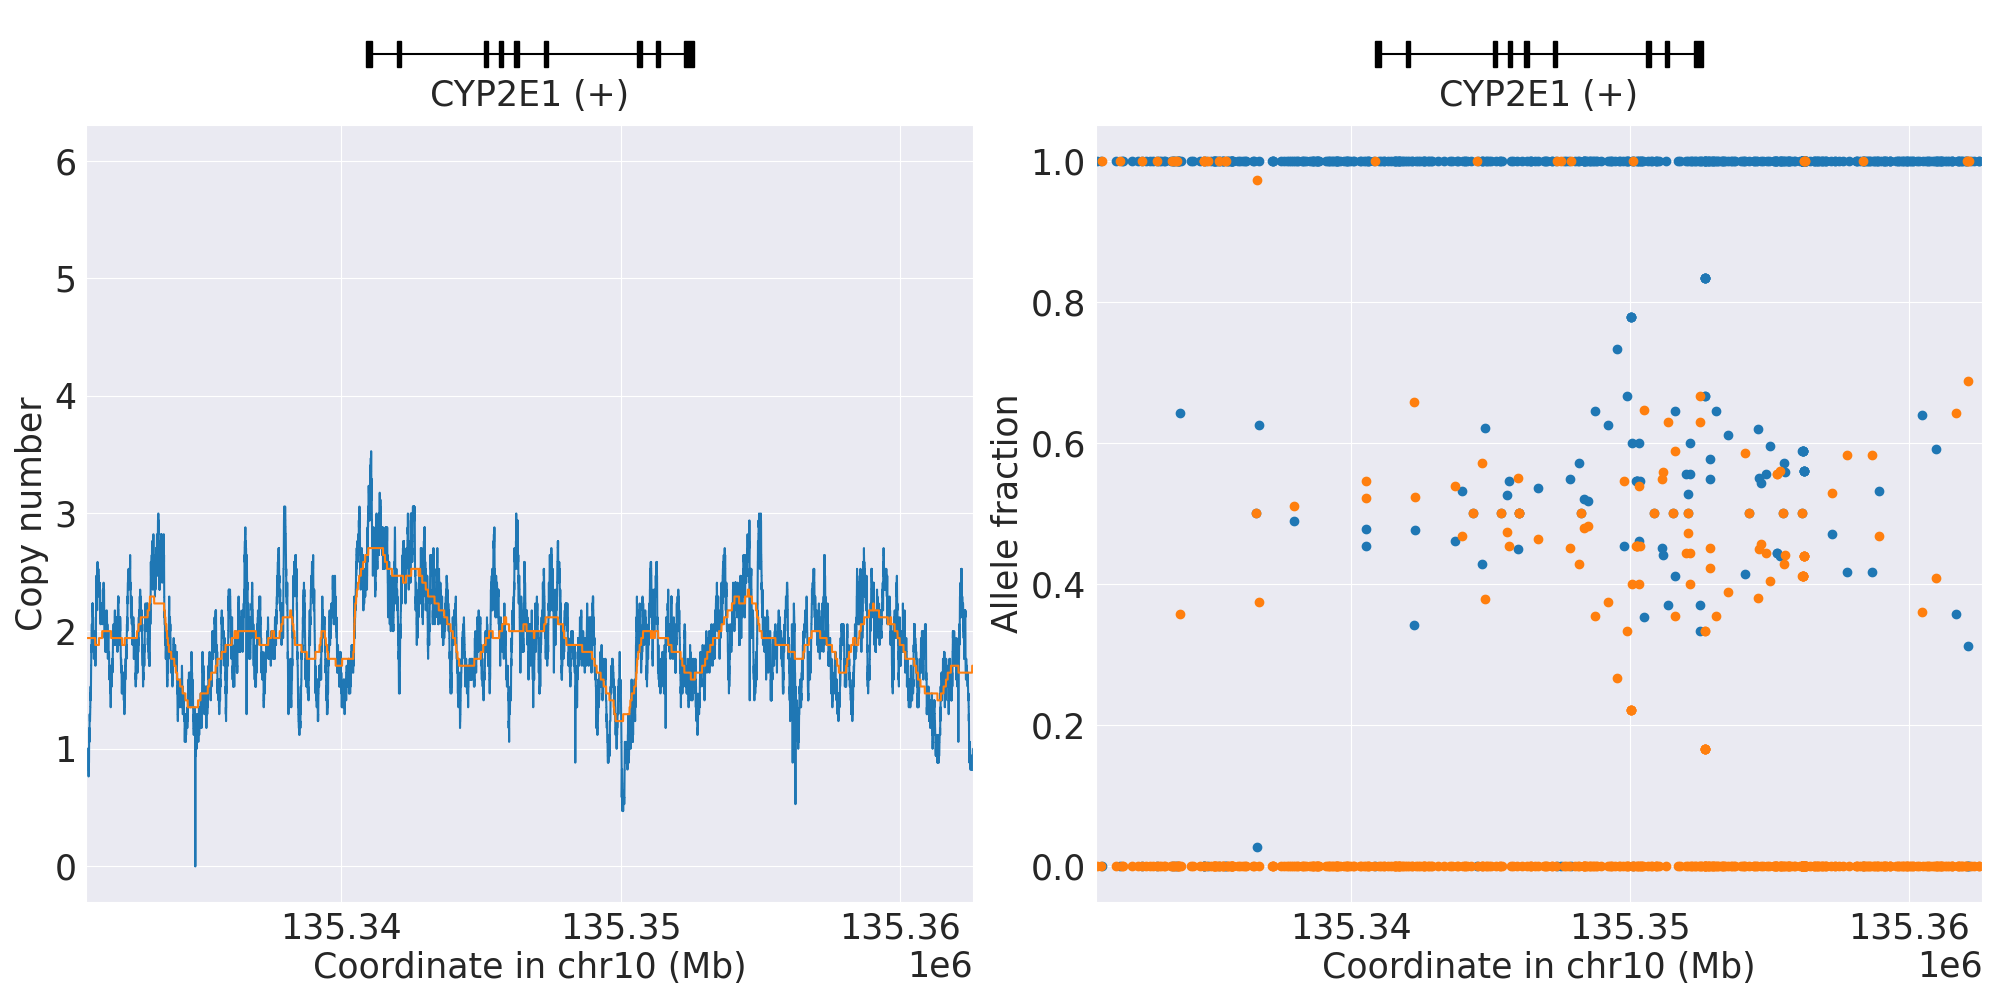 CYP2E1 (+)
6
5
4
3
2
1
0
Copy number
135.34
135.35
135.36
Coordinate in chr10 (Mb)
1e6
CYP2E1 (+)
1.0
0.8
0.6
0.4
0.2
0.0
Allele fraction
135.34
135.35
135.36
Coordinate in chr10 (Mb)
1e6